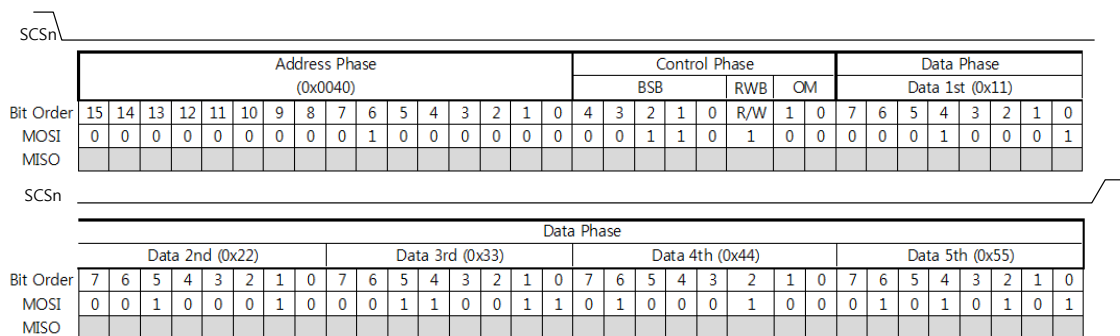 SCSn
Address Phase Control Phase Data Phase
(0x0040) BSB RWB OM Data 1st (0x11)
Bit Order 15 14 13 12 11 10 9 8 7 6 5 4 3 2 1 0 4 3 2 1 0 R/W 1 0 7 6 5 4 3 2 1 0
MOSI 0 0 0 0 0 0 0 0 0 1 0 0 0 0 0 0 0 0 1 1 0 1 0 0 0 0 0 1 0 0 0 1
MISO
SCSn
Data Phase
Data 2nd (0x22) Data 3rd (0x33) Data 4th (0x44) Data 5th (0x55)
Bit Order 7 6 5 4 3 2 1 0 7 6 5 4 3 2 1 0 7 6 5 4 3 2 1 0 7 6 5 4 3 2 1 0
MOSI 0 0 1 0 0 0 1 0 0 0 1 1 0 0 1 1 0 1 0 0 0 1 0 0 0 1 0 1 0 1 0 1
MISO